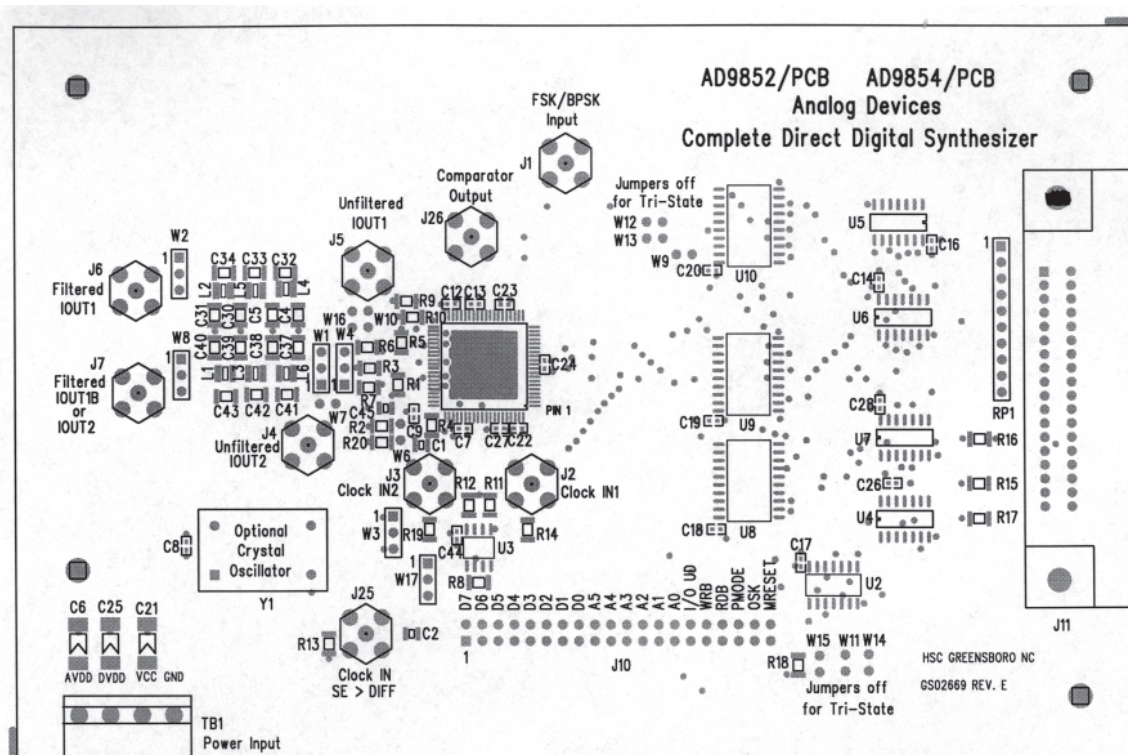 AD9852/PCB AD9854/PCB
Analog Devices
Complete Direct Digital Synthesizer
FSK/BPSK
Input
J1
Comparator
Output
J26
Unfiltered
IOUT1
J5
Jumpers off
for Tri-State
W12
W13
W9
C20
U10
U5
C16
C14
U6
1
RP1
W2
1
J6
Filtered
IOUT1
C34 C33 C32
L2 L5 L4
C31 C30 C5 C4
C40 C39 C38 C37
L1 L3 L6
C43 C42 C41
W8
1
J7
Filtered
IOUT1B
or
IOUT2
W16
W10
W1 W4
1
R9
R10
R5
R6
R3
R1
R7
C45
R2
R20
W7
W6
C9
R4
C1
C12 C13 C23
C24
PIN 1
C7 C27 C22
J4
Unfiltered
IOUT2
J3
Clock IN2
R12 R11
J2
Clock IN1
C19
U9
C28
U7
R16
C26
R15
U4
R17
C18
U8
C17
U2
C8
Optional
Crystal
Oscillator
Y1
1
W3
R19
C44
U3
R14
1
W17
R8
C6 C25 C21
AVDD DVDD VCC GND
TB1
Power Input
J25
R13
C2
Clock IN
SE > DIFF
D7 D6 D5 D4 D3 D2 D1 D0 A5 A4 A3 A2 A1 A0 I/O UD WRB RDB PMODE OSK MRESET
1
J10
R18
W15 W11 W14
Jumpers off
for Tri-State
J11
HSC GREENSBORO NC
GS02669 REV. E